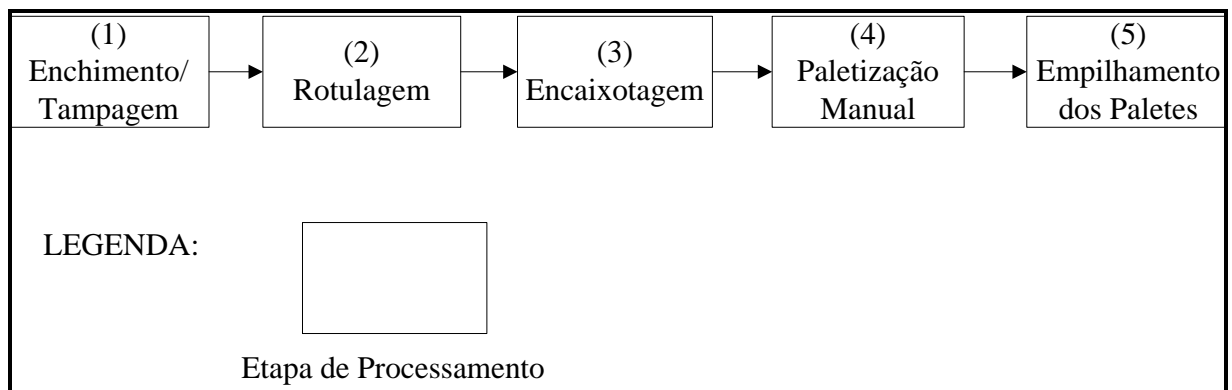 (1)
Enchimento/
Tampagem
(2)
Rotulagem
(3)
Encaixotagem
(4)
Paletização
Manual
(5)
Empilhamento
dos Paletes
LEGENDA:
Etapa de Processamento